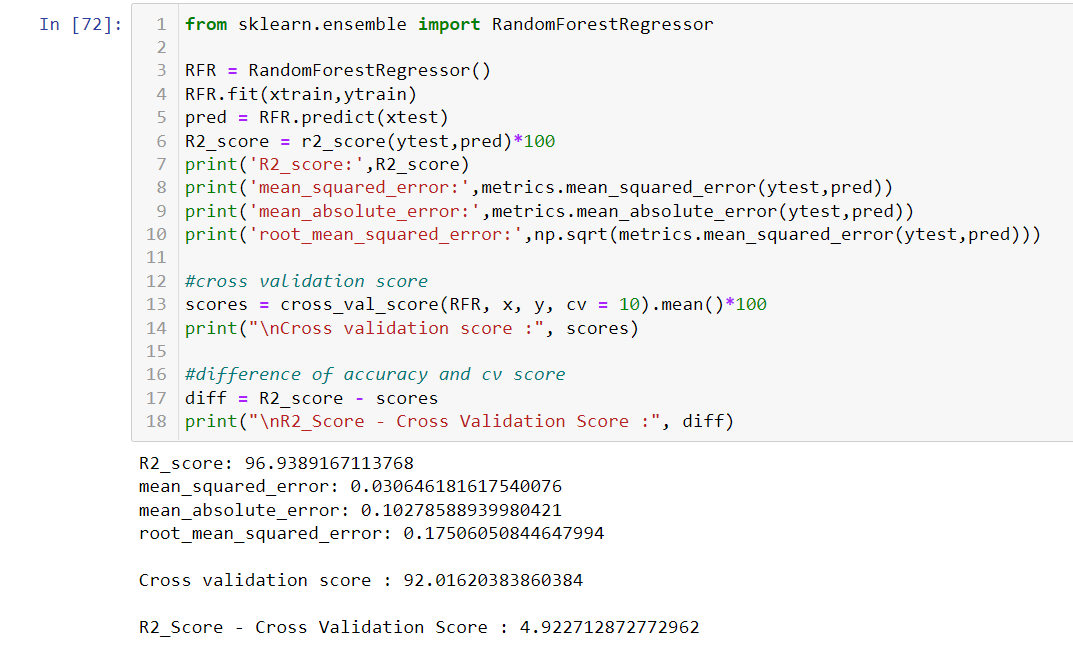 In [72]:
1 from sklearn.ensemble import RandomForestRegressor
2
3 RFR = RandomForestRegressor()
4 RFR.fit(xtrain,ytrain)
5 pred = RFR.predict(xtest)
6 R2_score = r2_score(ytest,pred)*100
7 print('R2_score:',R2_score)
8 print('mean_squared_error:',metrics.mean_squared_error(ytest,pred))
9 print('mean_absolute_error:',metrics.mean_absolute_error(ytest,pred))
10 print('root_mean_squared_error:',np.sqrt(metrics.mean_squared_error(ytest,pred)))
11
12 #cross validation score
13 scores = cross_val_score(RFR, x, y, cv = 10).mean()*100
14 print("\nCross validation score :", scores)
15
16 #difference of accuracy and cv score
17 diff = R2_score - scores
18 print("\nR2_Score - Cross Validation Score :", diff)
R2_score: 96.9389167113768
mean_squared_error: 0.030646181617540076
mean_absolute_error: 0.10278588939980421
root_mean_squared_error: 0.17506050844647994
Cross validation score : 92.01620383860384
R2_Score - Cross Validation Score : 4.922712872772962